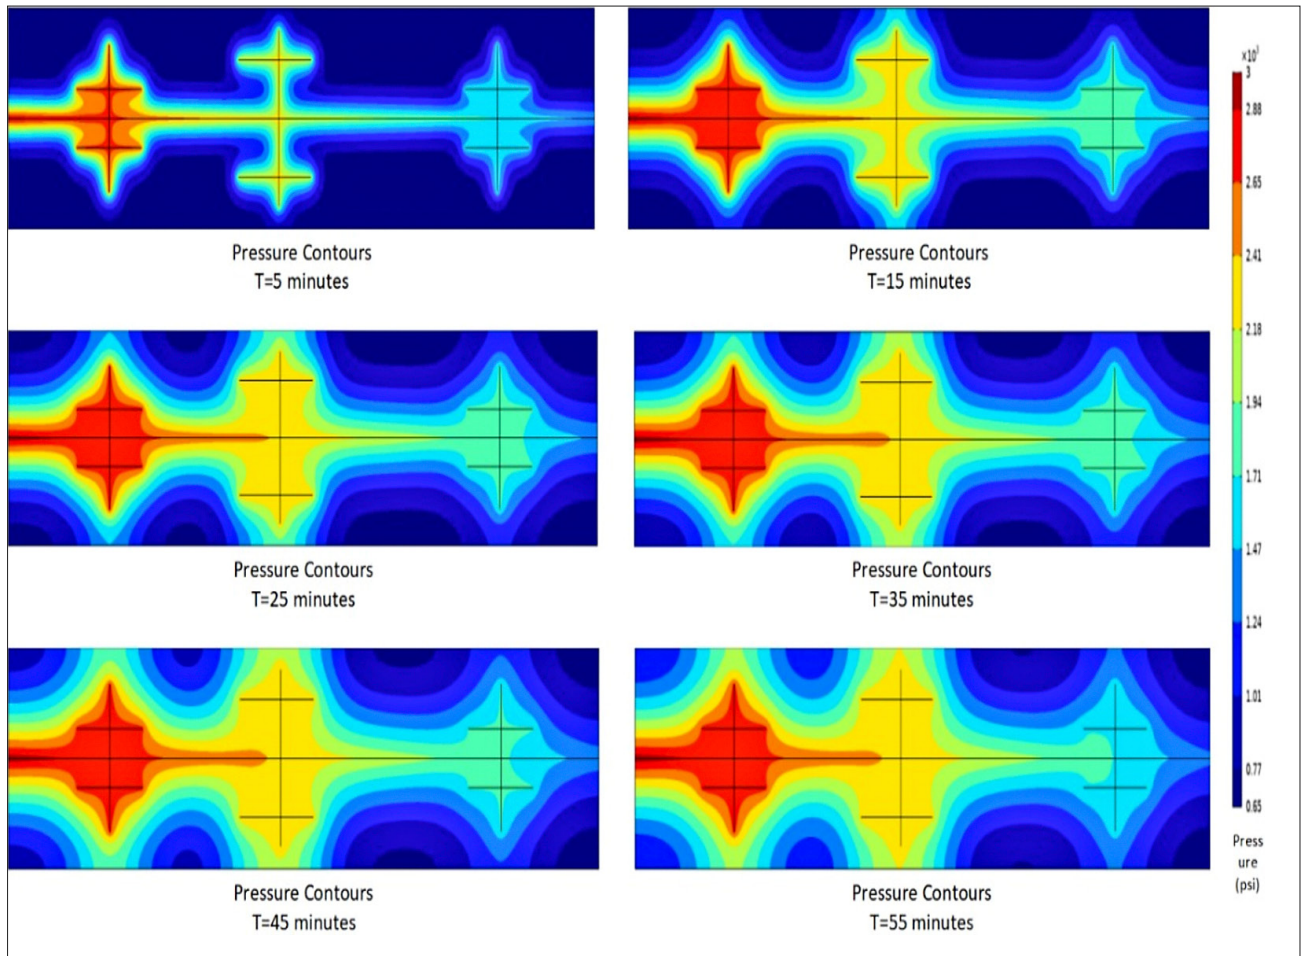 Pressure Contours
T=5 minutes
Pressure Contours
T=15 minutes
Pressure Contours
T=25 minutes
Pressure Contours
T=35 minutes
Pressure Contours
T=45 minutes
Pressure Contours
T=55 minutes
3
2.88
2.65
2.41
2.18
1.94
1.71
1.47
1.24
1.01
0.77
0.65
Press
ure
(psi)